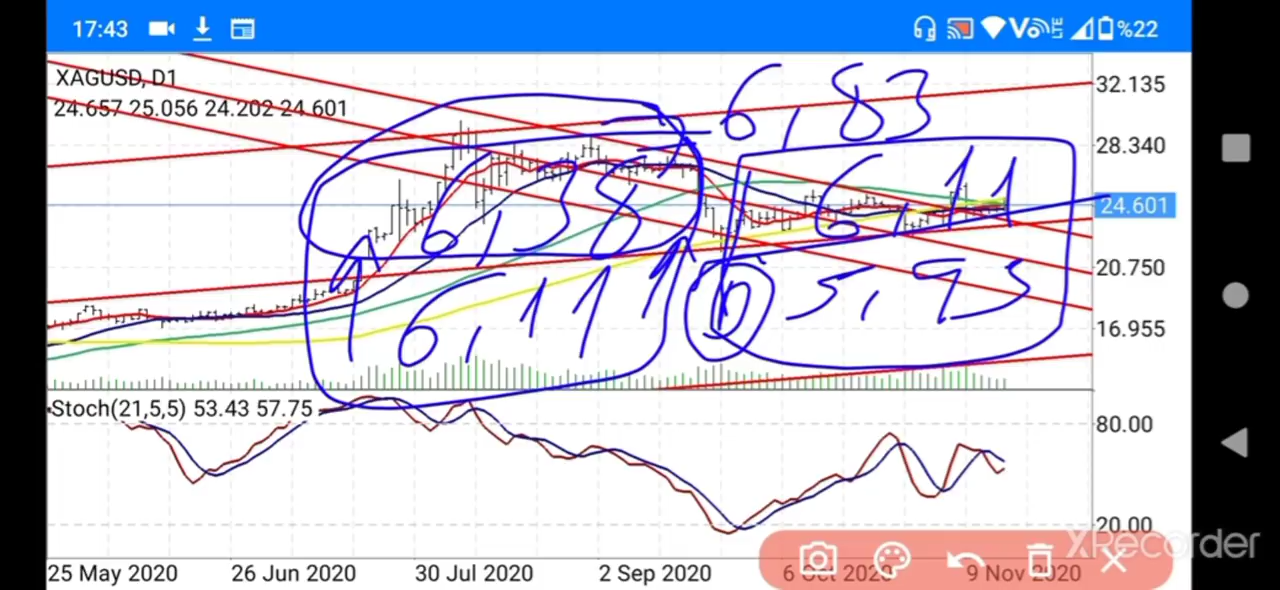 17:43 LTE %22
XAGUSD, D1
24.657 25.056 24.202 24.601
32.135
28.340
24.601
20.750
16.955
6,83
6,38
6,11
6,11
5,93
Stoch(21,5,5) 53.43 57.75
80.00
20.00
XRecorder
25 May 2020 26 Jun 2020 30 Jul 2020 2 Sep 2020 6 Oct 2020 9 Nov 2020